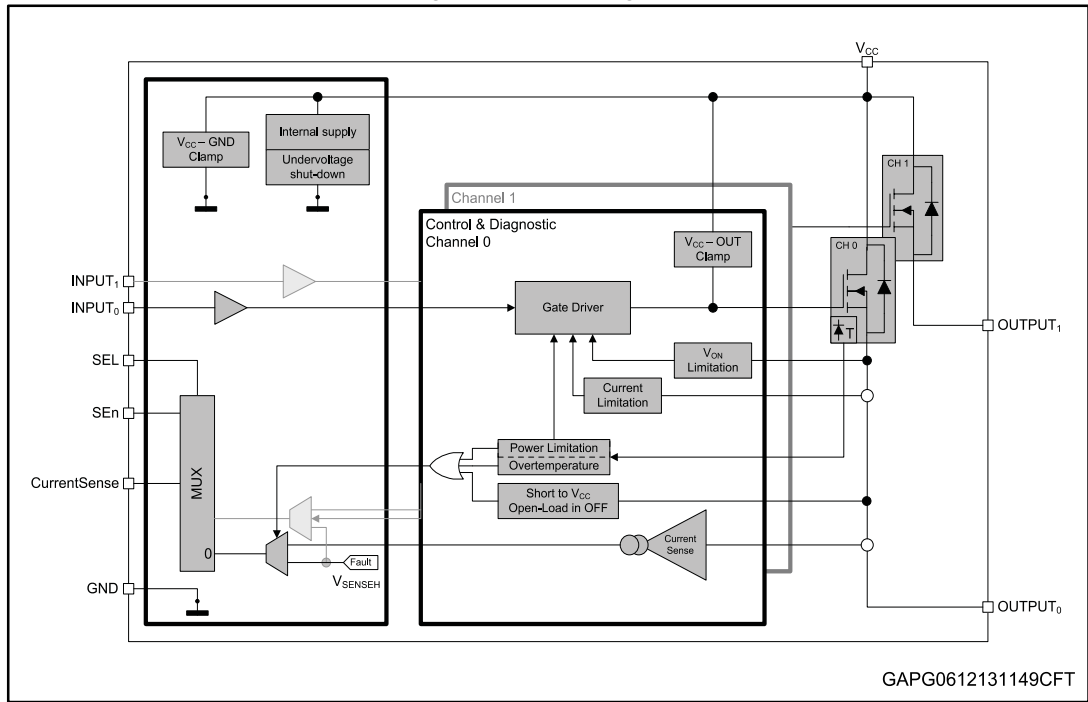 VCC
VCC – GND
Clamp
Internal supply
Undervoltage
shut-down
CH 1
Channel 1
Control & Diagnostic
Channel 0
VCC – OUT
Clamp
CH 0
INPUT1
INPUT0
Gate Driver
T
OUTPUT1
SEL
VON
Limitation
Current
Limitation
SEn
Power Limitation
Overtemperature
CurrentSense
MUX
Short to VCC
Open-Load in OFF
Current
Sense
0
Fault
VSENSEH
GND
OUTPUT0
GAPG0612131149CFT